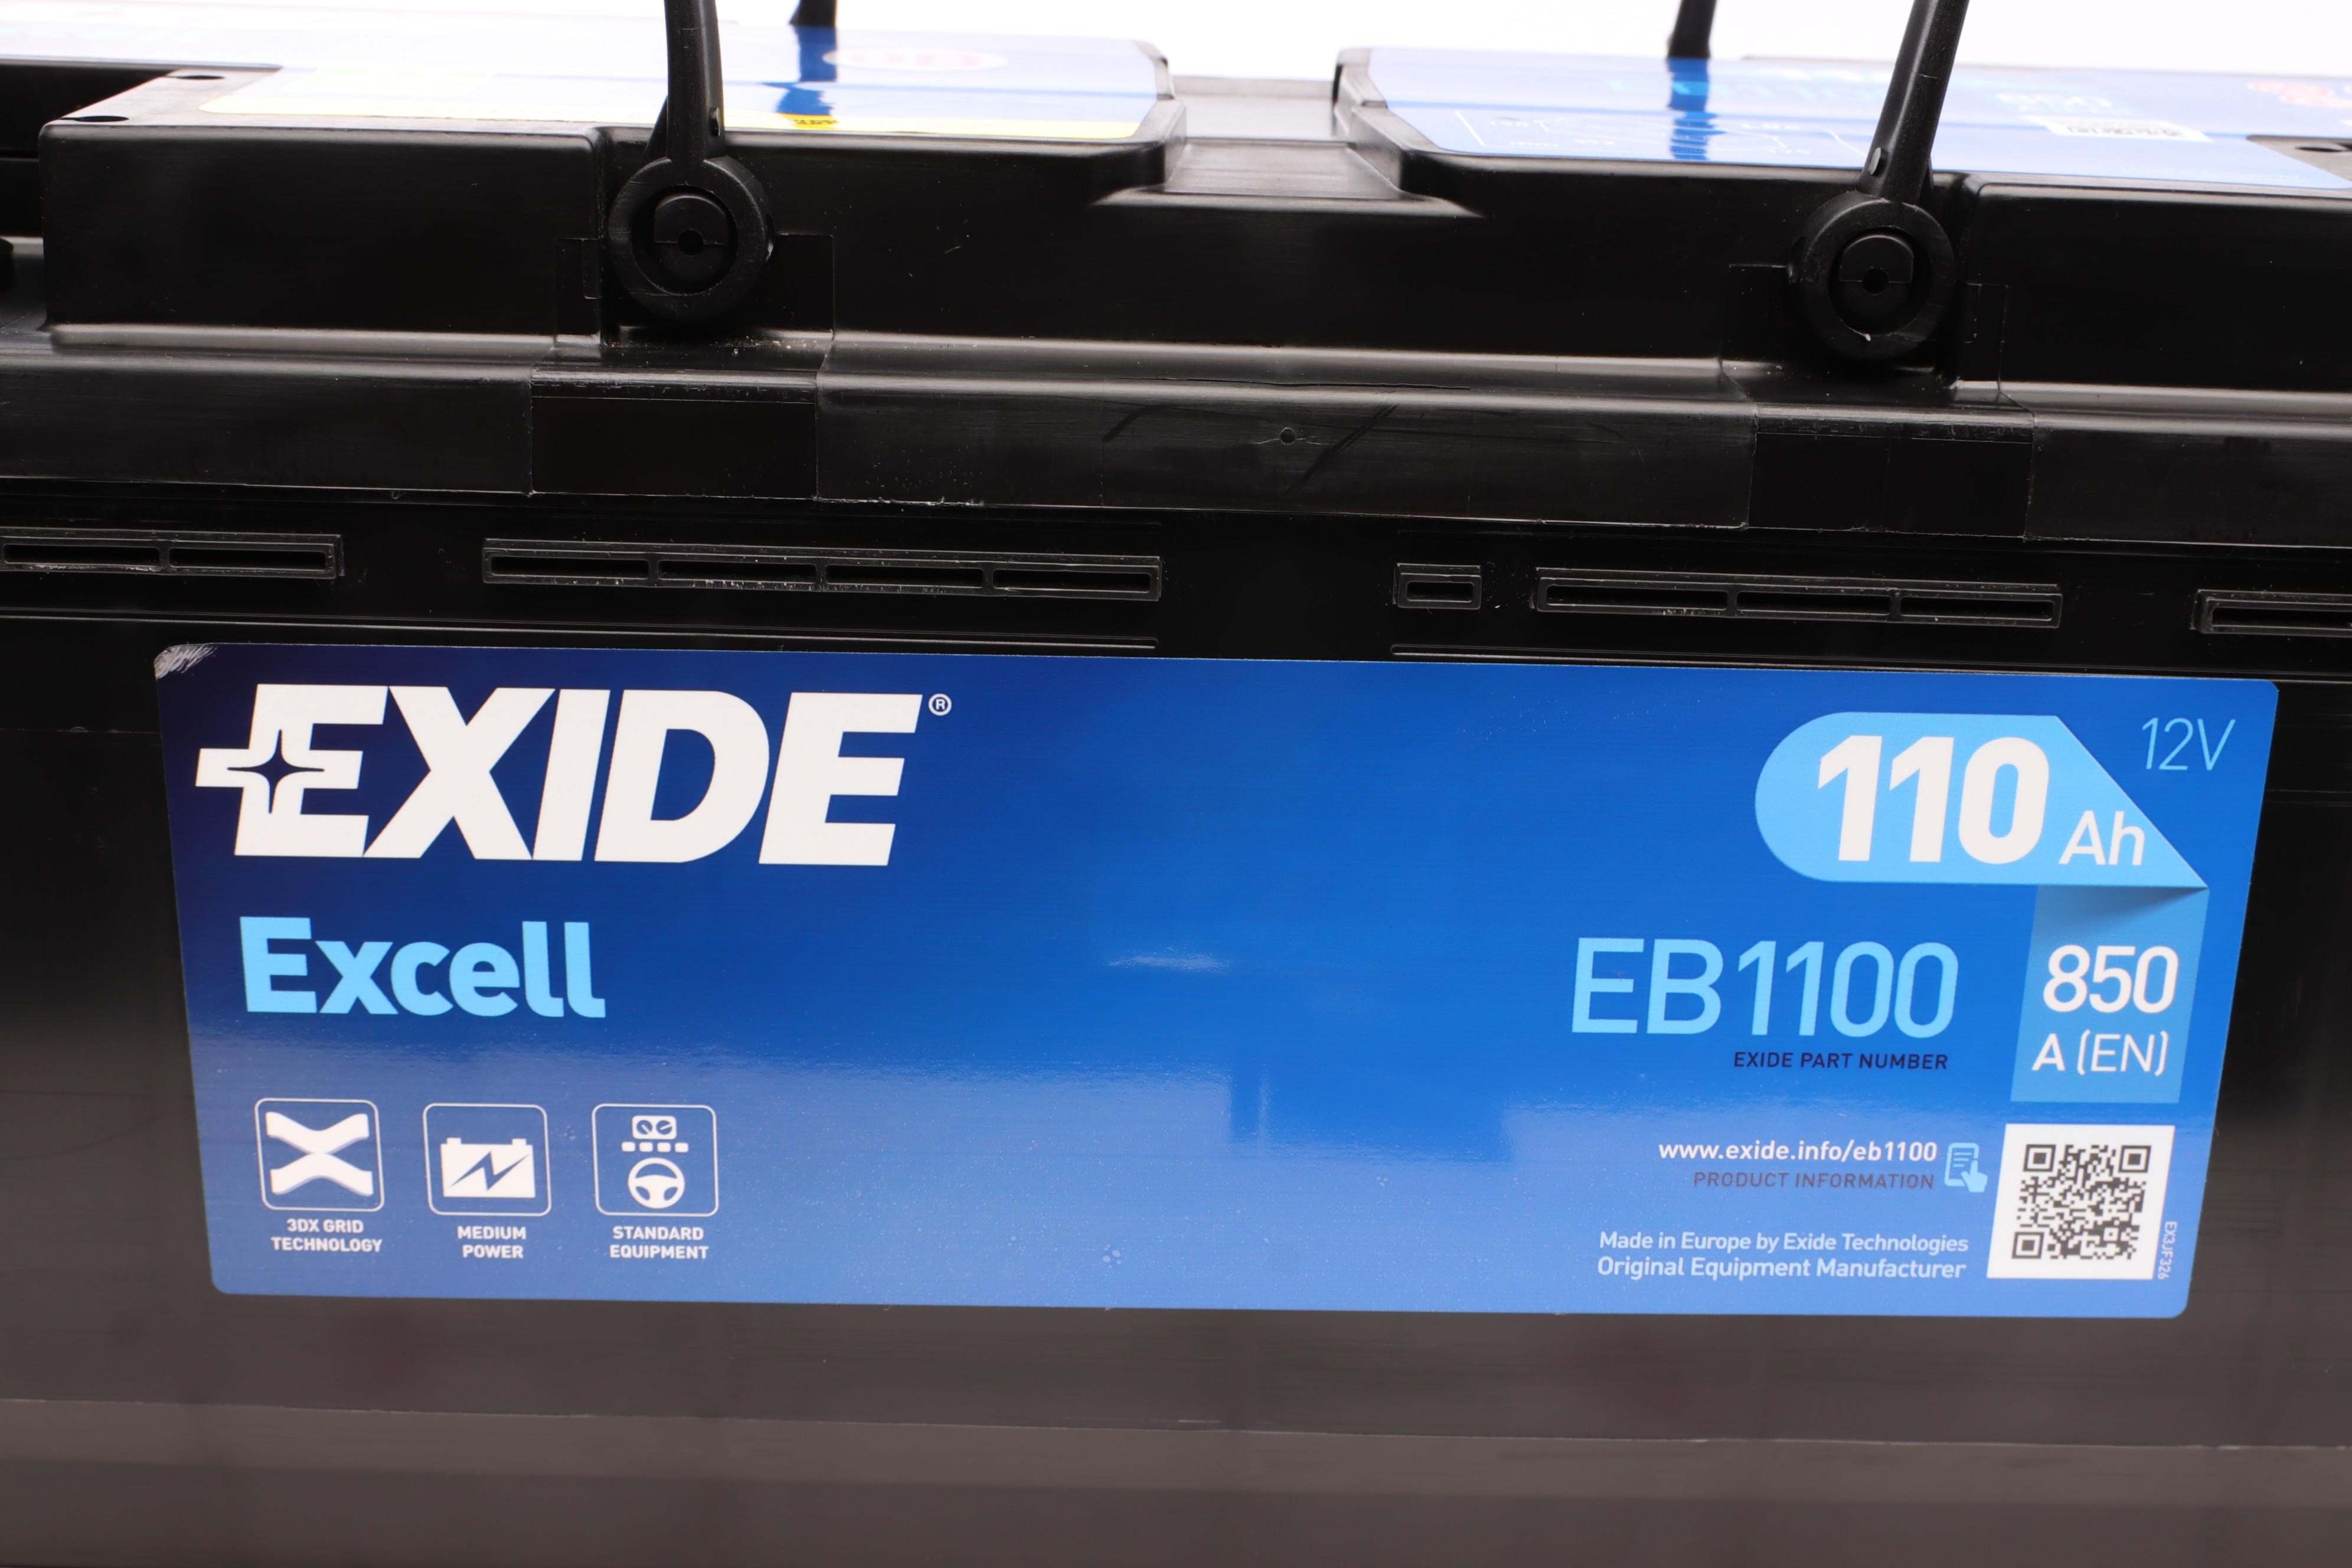 EXIDE®
Excell
3DX GRID
TECHNOLOGY
MEDIUM
POWER
STANDARD
EQUIPMENT
110 Ah
12V
EB1100
EXIDE PART NUMBER
850
A (EN)
www.exide.info/eb1100
PRODUCT INFORMATION
Made in Europe by Exide Technologies
Original Equipment Manufacturer
EX3JF326